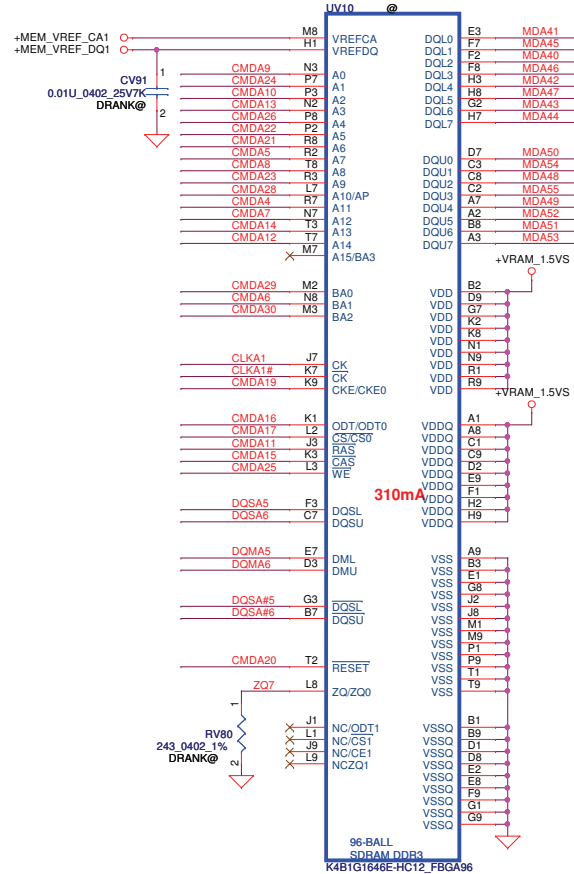 UV10 @
+MEM_VREF_CA1 M8 VREFCA DQL0 E3 MDA41
+MEM_VREF_DQ1 H1 VREFDQ DQL1 F7 MDA45
DQL2 F2 MDA40
CMDA9 N3 A0 DQL3 F8 MDA46
CMDA24 P7 A1 DQL4 H3 MDA42
CMDA10 P3 A2 DQL5 H8 MDA47
CMDA13 N2 A3 DQL6 G2 MDA43
CMDA26 P8 A4 DQL7 H7 MDA44
CMDA22 P2 A5
CMDA21 R8 A6
CMDA5 R2 A7 DQU0 D7 MDA50
CMDA8 T8 A8 DQU1 C3 MDA54
CMDA23 R3 A9 DQU2 C8 MDA48
CMDA28 L7 A10/AP DQU3 C2 MDA55
CMDA4 R7 A11 DQU4 A7 MDA49
CMDA7 N7 A12 DQU5 A2 MDA52
CMDA14 T3 A13 DQU6 B8 MDA51
CMDA12 T7 A14 DQU7 A3 MDA53
M7 A15/BA3
1
CV91
0.01U_0402_25V7K
DRANK@
2
+VRAM_1.5VS
CMDA29 M2 BA0 VDD B2
CMDA6 N8 BA1 VDD D9
CMDA30 M3 BA2 VDD G7
VDD K2
VDD K8
VDD N1
CLKA1 J7 CK VDD N9
CLKA1# K7 CK VDD R1
CMDA19 K9 CKE/CKE0 VDD R9
+VRAM_1.5VS
CMDA16 K1 ODT/ODT0 VDDQ A1
CMDA17 L2 CS/CS0 VDDQ A8
CMDA11 J3 RAS VDDQ C1
CMDA15 K3 CAS VDDQ C9
CMDA25 L3 WE VDDQ D2
VDDQ E9
310mA VDDQ F1
DQSA5 F3 DQSL VDDQ H2
DQSA6 C7 DQSU VDDQ H9
DQMA5 E7 DML VSS A9
DQMA6 D3 DMU VSS B3
VSS E1
VSS G8
DQSA#5 G3 DQSL VSS J2
DQSA#6 B7 DQSU VSS J8
VSS M1
VSS M9
VSS P1
CMDA20 T2 RESET VSS P9
VSS T1
ZQ7 L8 ZQ/ZQ0 VSS T9
1
RV80
243_0402_1%
DRANK@
2
J1 NC/ODT1 VSSQ B1
L1 NC/CS1 VSSQ B9
J9 NC/CE1 VSSQ D1
L9 NCZQ1 VSSQ D8
VSSQ E2
VSSQ E8
VSSQ F9
VSSQ G1
VSSQ G9
96-BALL
SDRAM DDR3
K4B1G1646E-HC12_FBGA96